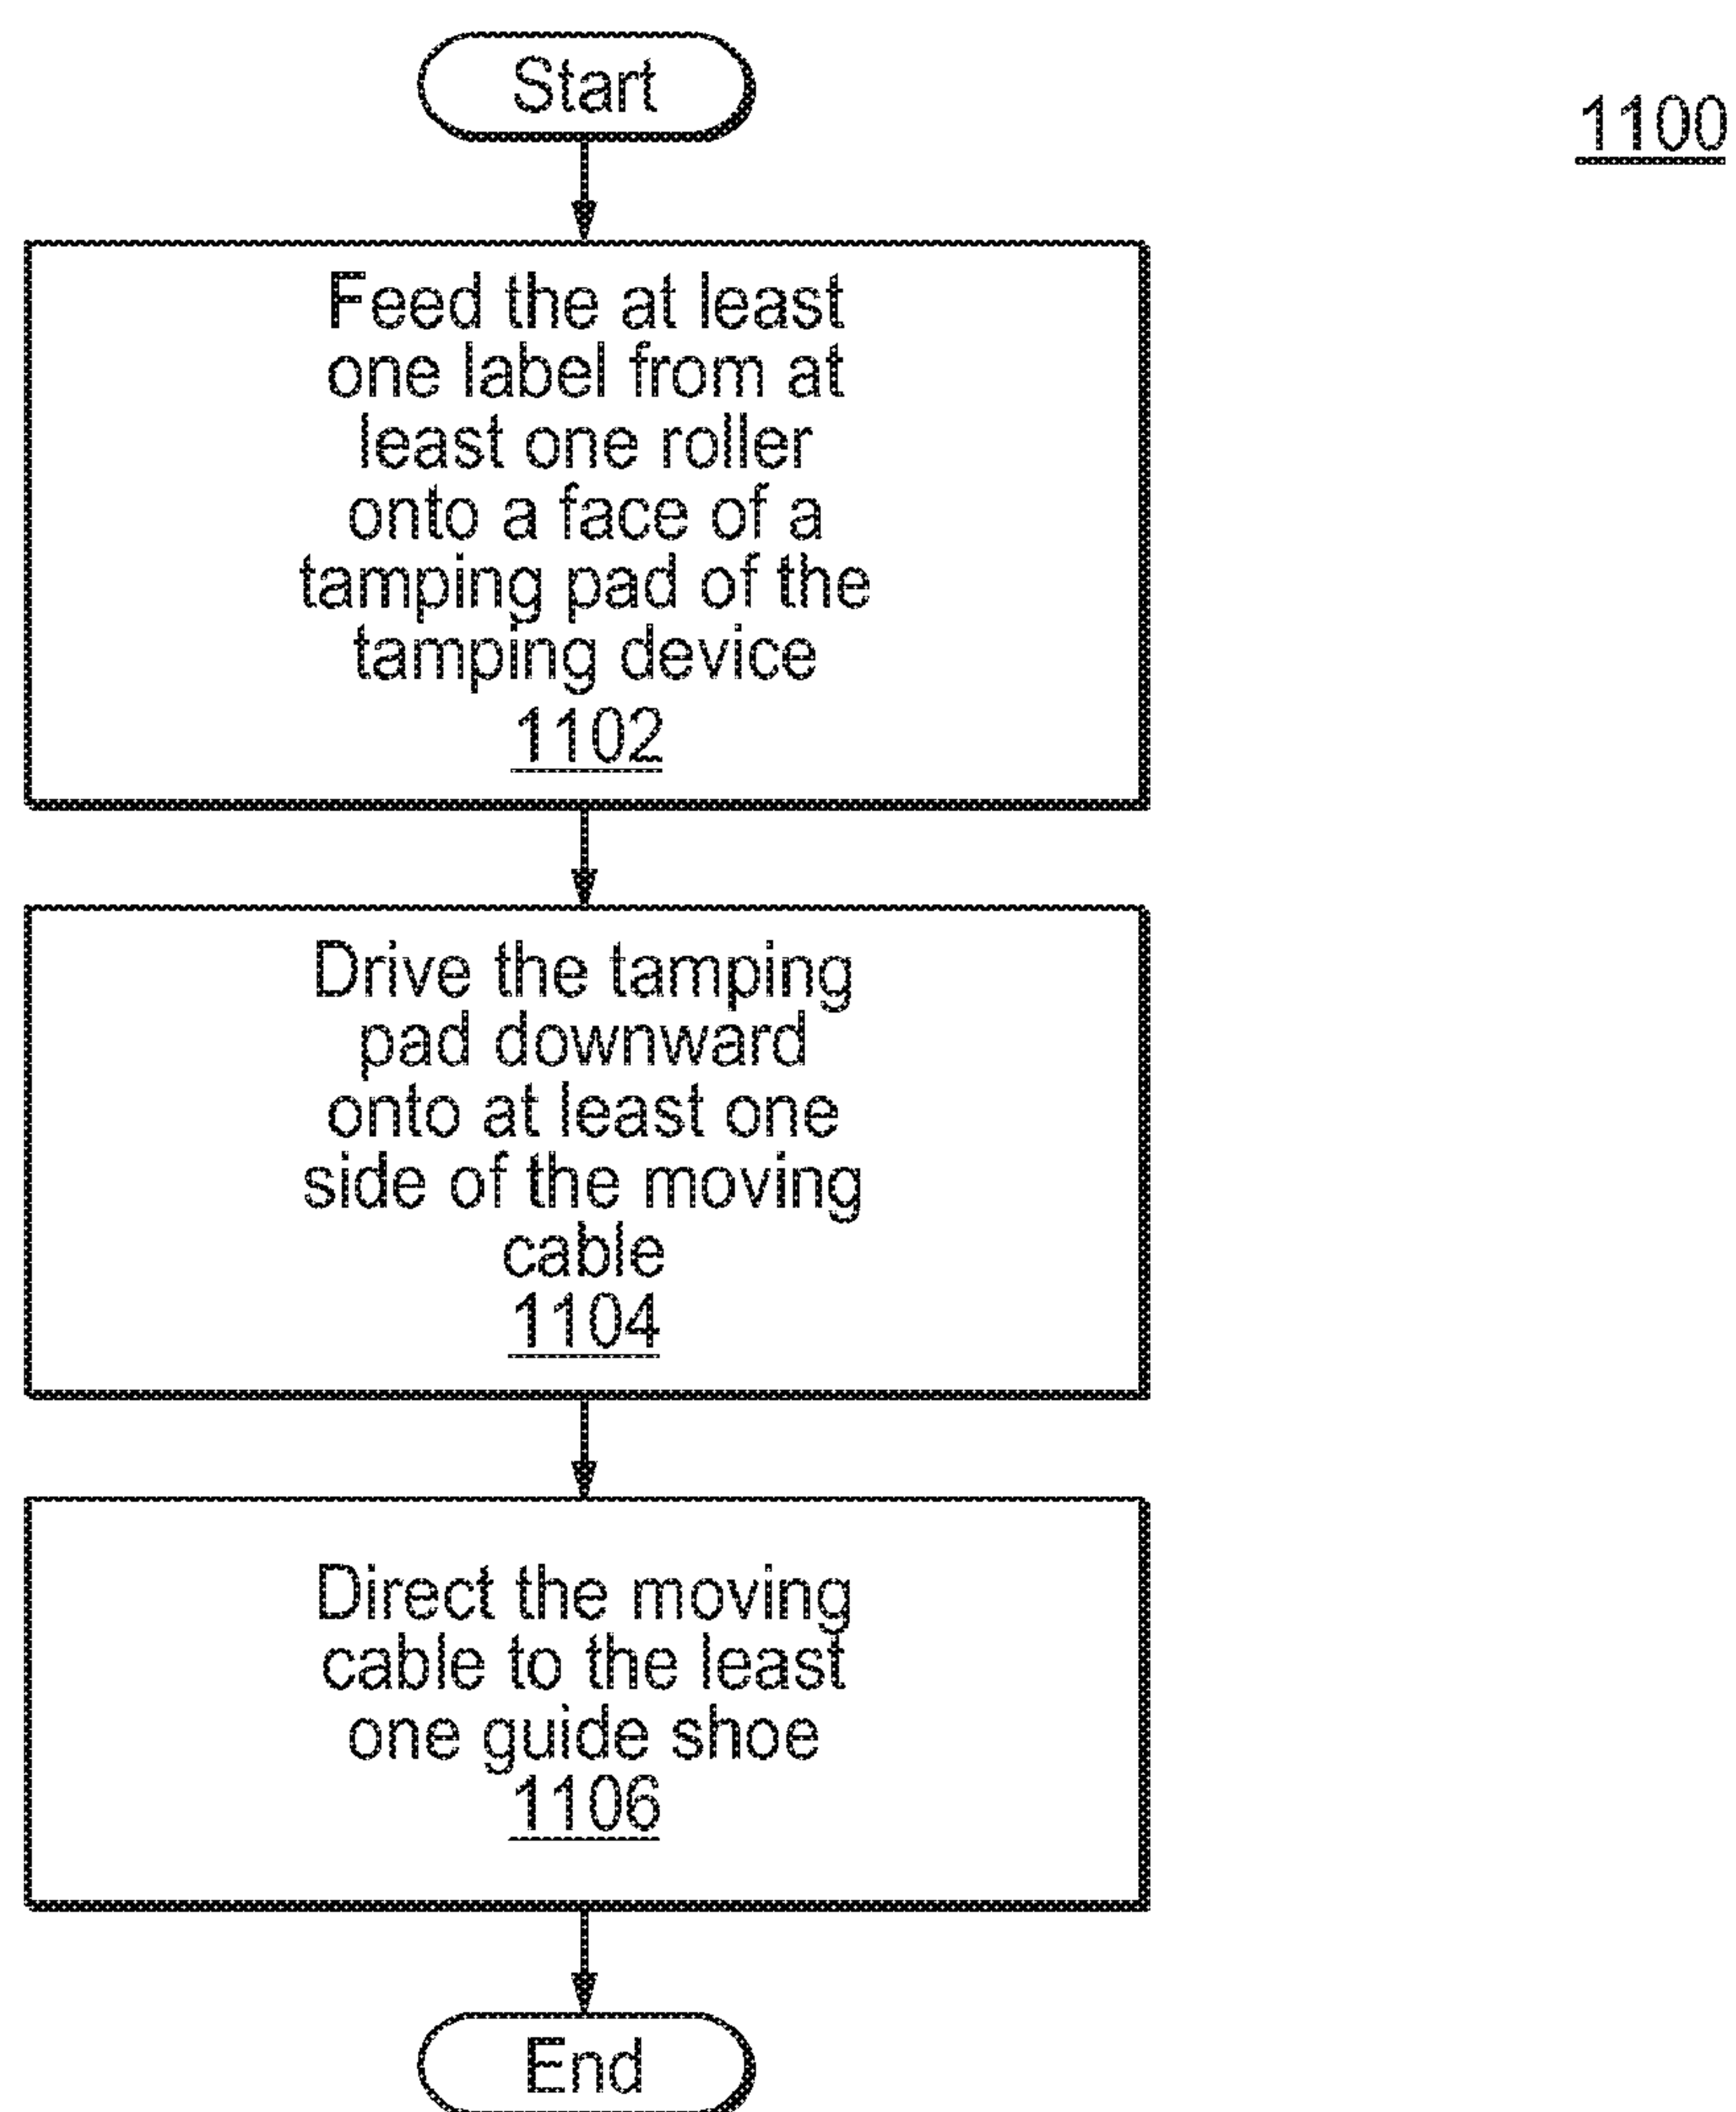 Start
1100
Feed the at least
one label from at
least one roller
onto a face of a
tamping pad of the
tamping device
1102
Drive the tamping
pad downward
onto at least one
side of the moving
cable
1104
Direct the moving
cable to the least
one guide shoe
1106
End